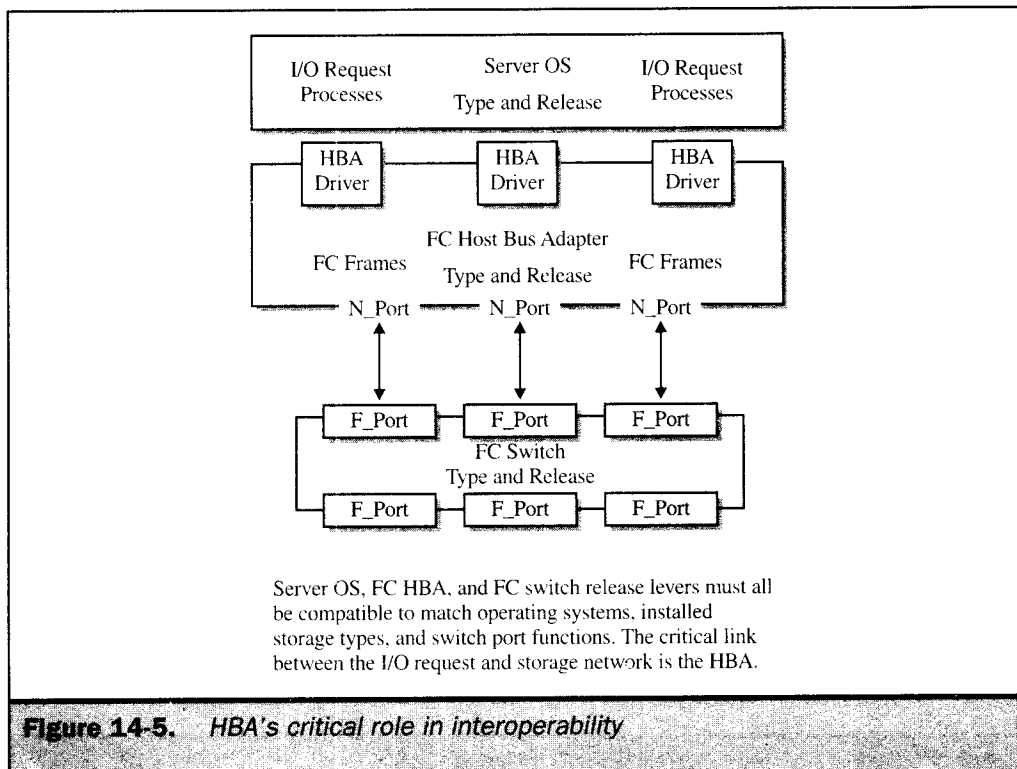 I/O Request
Processes
Server OS
Type and Release
I/O Request
Processes
HBA
Driver
HBA
Driver
HBA
Driver
FC Host Bus Adapter
FC Frames
Type and Release
FC Frames
N_Port
N_Port
N_Port
F_Port
F_Port
F_Port
FC Switch
Type and Release
F_Port
F_Port
F_Port
Server OS, FC HBA, and FC switch release levers must all
be compatible to match operating systems, installed
storage types, and switch port functions. The critical link
between the I/O request and storage network is the HBA.
Figure 14-5. HBA's critical role in interoperability